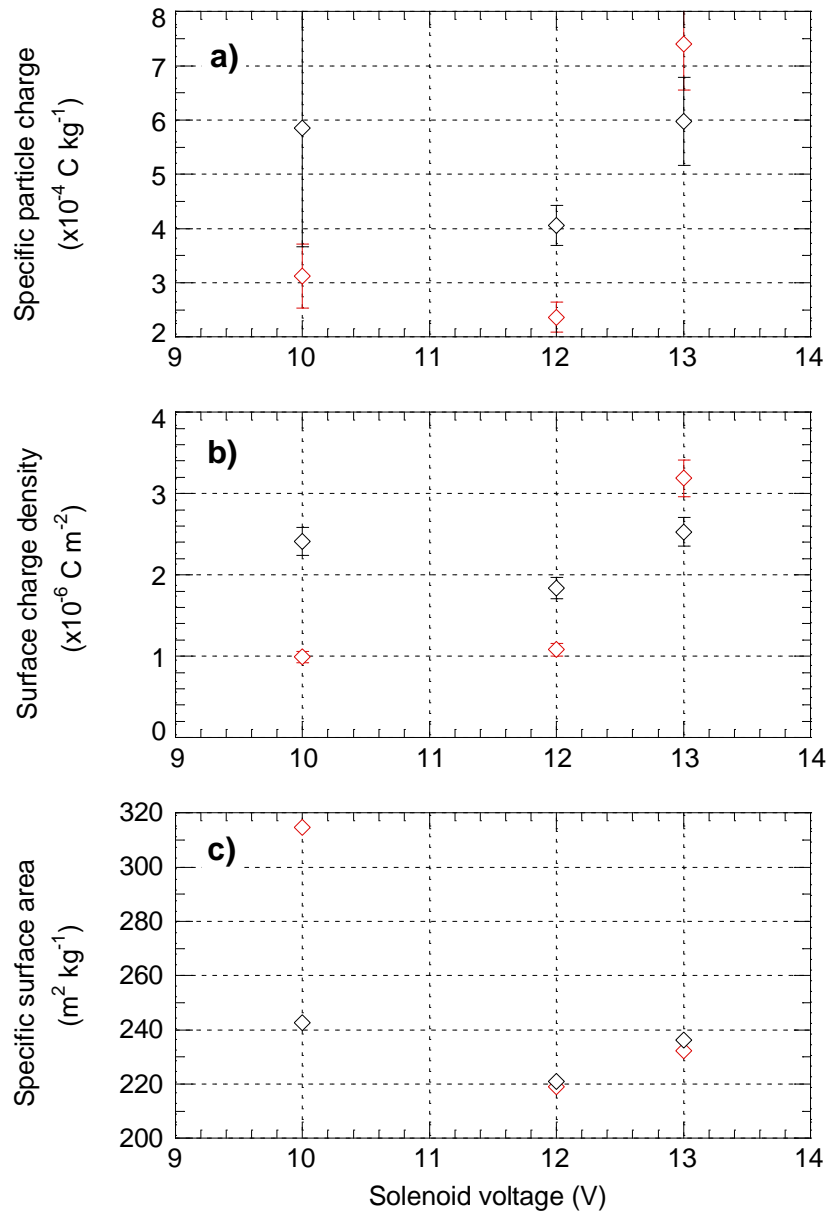 a)
Specific particle charge
(x10⁻⁴ C kg⁻¹)
8
7
6
5
4
3
2
9 10 11 12 13 14
b)
Surface charge density
(x10⁻⁶ C m⁻²)
4
3
2
1
0
9 10 11 12 13 14
c)
Specific surface area
(m² kg⁻¹)
320
300
280
260
240
220
200
9 10 11 12 13 14
Solenoid voltage (V)